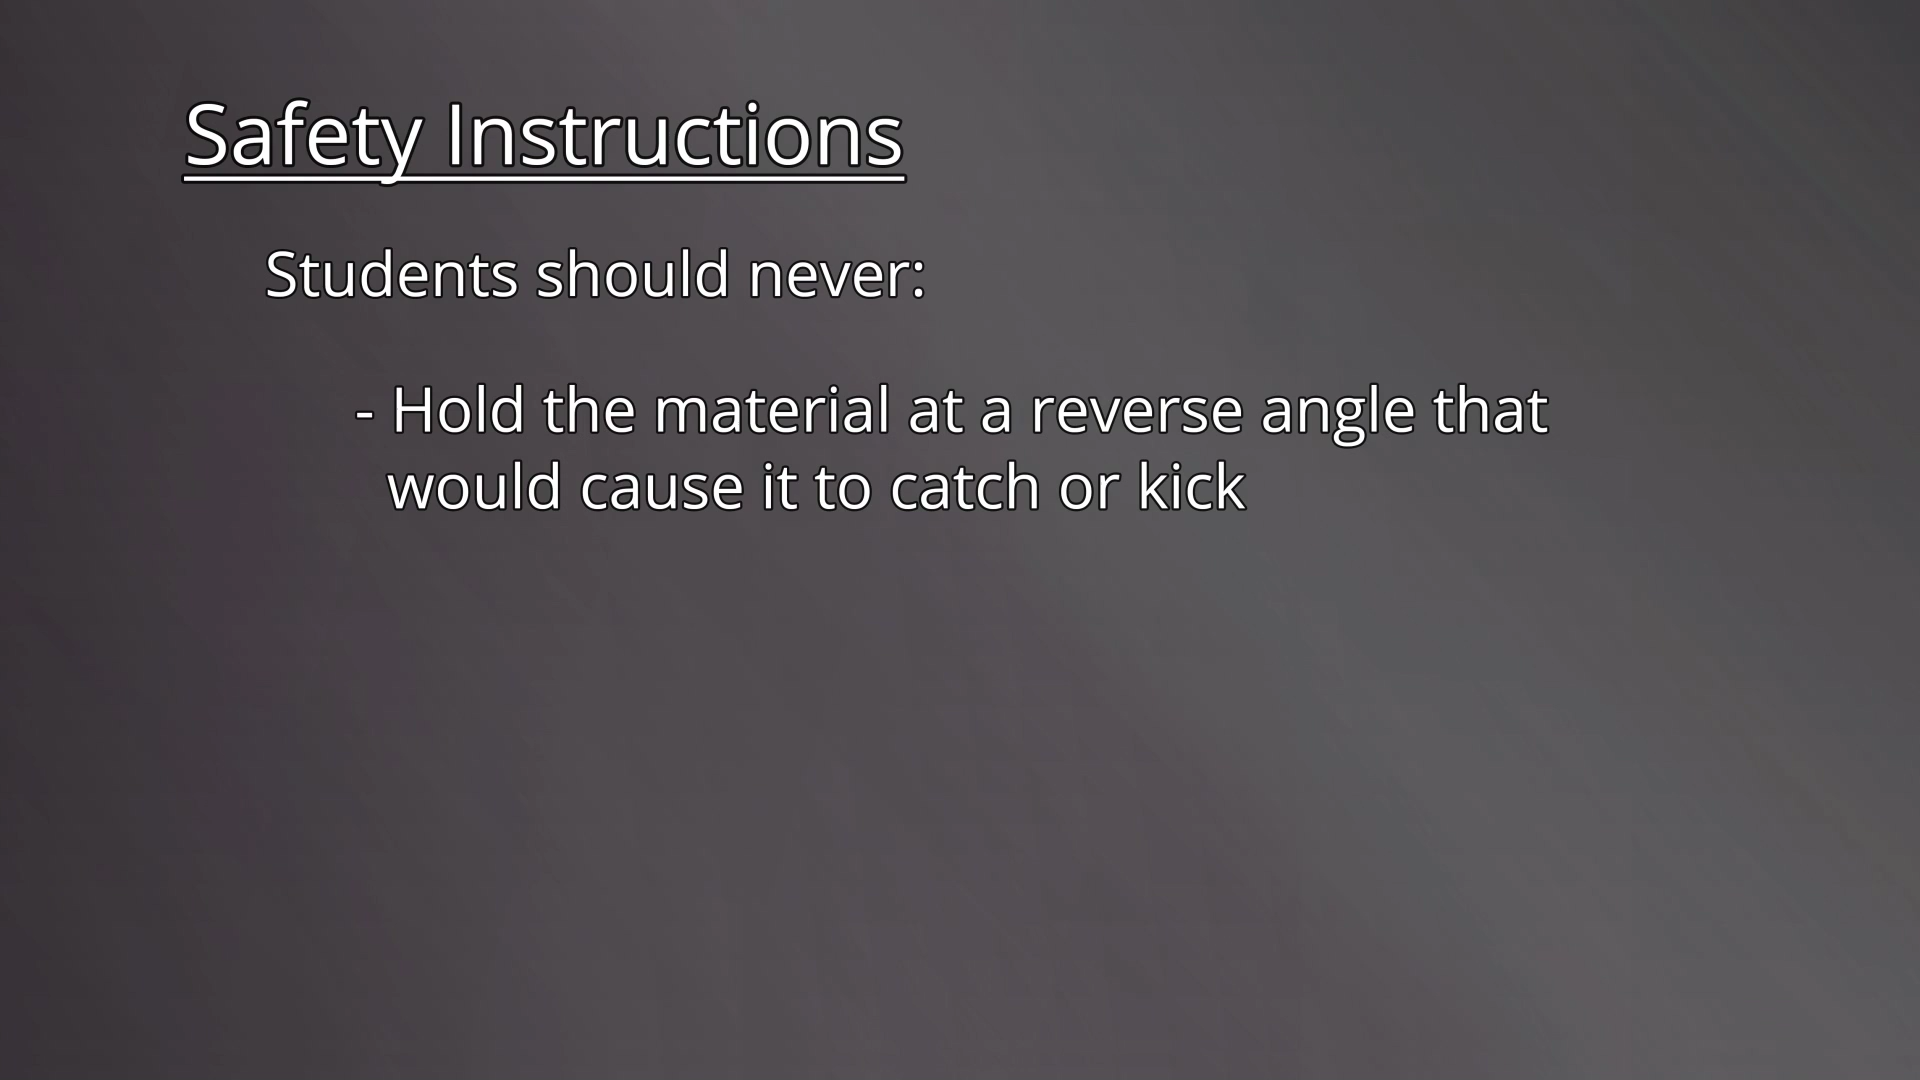 Safety Instructions
Students should never:
- Hold the material at a reverse angle that
would cause it to catch or kick